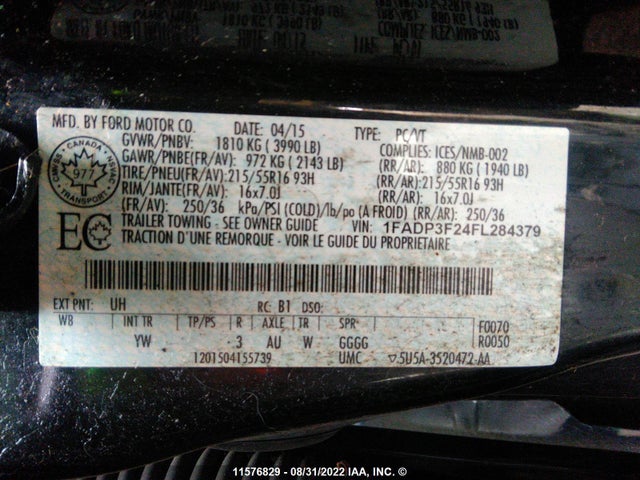 MFD. BY FORD MOTOR CO. DATE: 04/15 TYPE: PC/VT
GVWR/PNBV: 1810 KG ( 3990 LB) COMPLIES: ICES/NMB-002
GAWR/PNBE(FR/AV): 972 KG ( 2143 LB) (RR/AR): 880 KG ( 1940 LB)
TIRE/PNEU(FR/AV): 215/55R16 93H (RR/AR): 215/55R16 93H
RIM/JANTE(FR/AV): 16x7.0J (RR/AR): 16x7.0J
(FR/AV): 250/36 kPa/PSI (COLD)/lb/po (A FROID) (RR/AR): 250/36
TRAILER TOWING - SEE OWNER GUIDE VIN: 1FADP3F24FL284379
TRACTION D'UNE REMORQUE - VOIR LE GUIDE DU PROPRIETAIRE
CANADA
977
TRANSPORT
EC
EXT PNT: UH RC: B1 DSO:
WB INT TR TP/PS R AXLE TR SPR F0070
YW 3 AU W GGGG R0050
1201504155739 UMC ▽5U5A-3520472-AA
11576829 - 08/31/2022 IAA, INC. ©